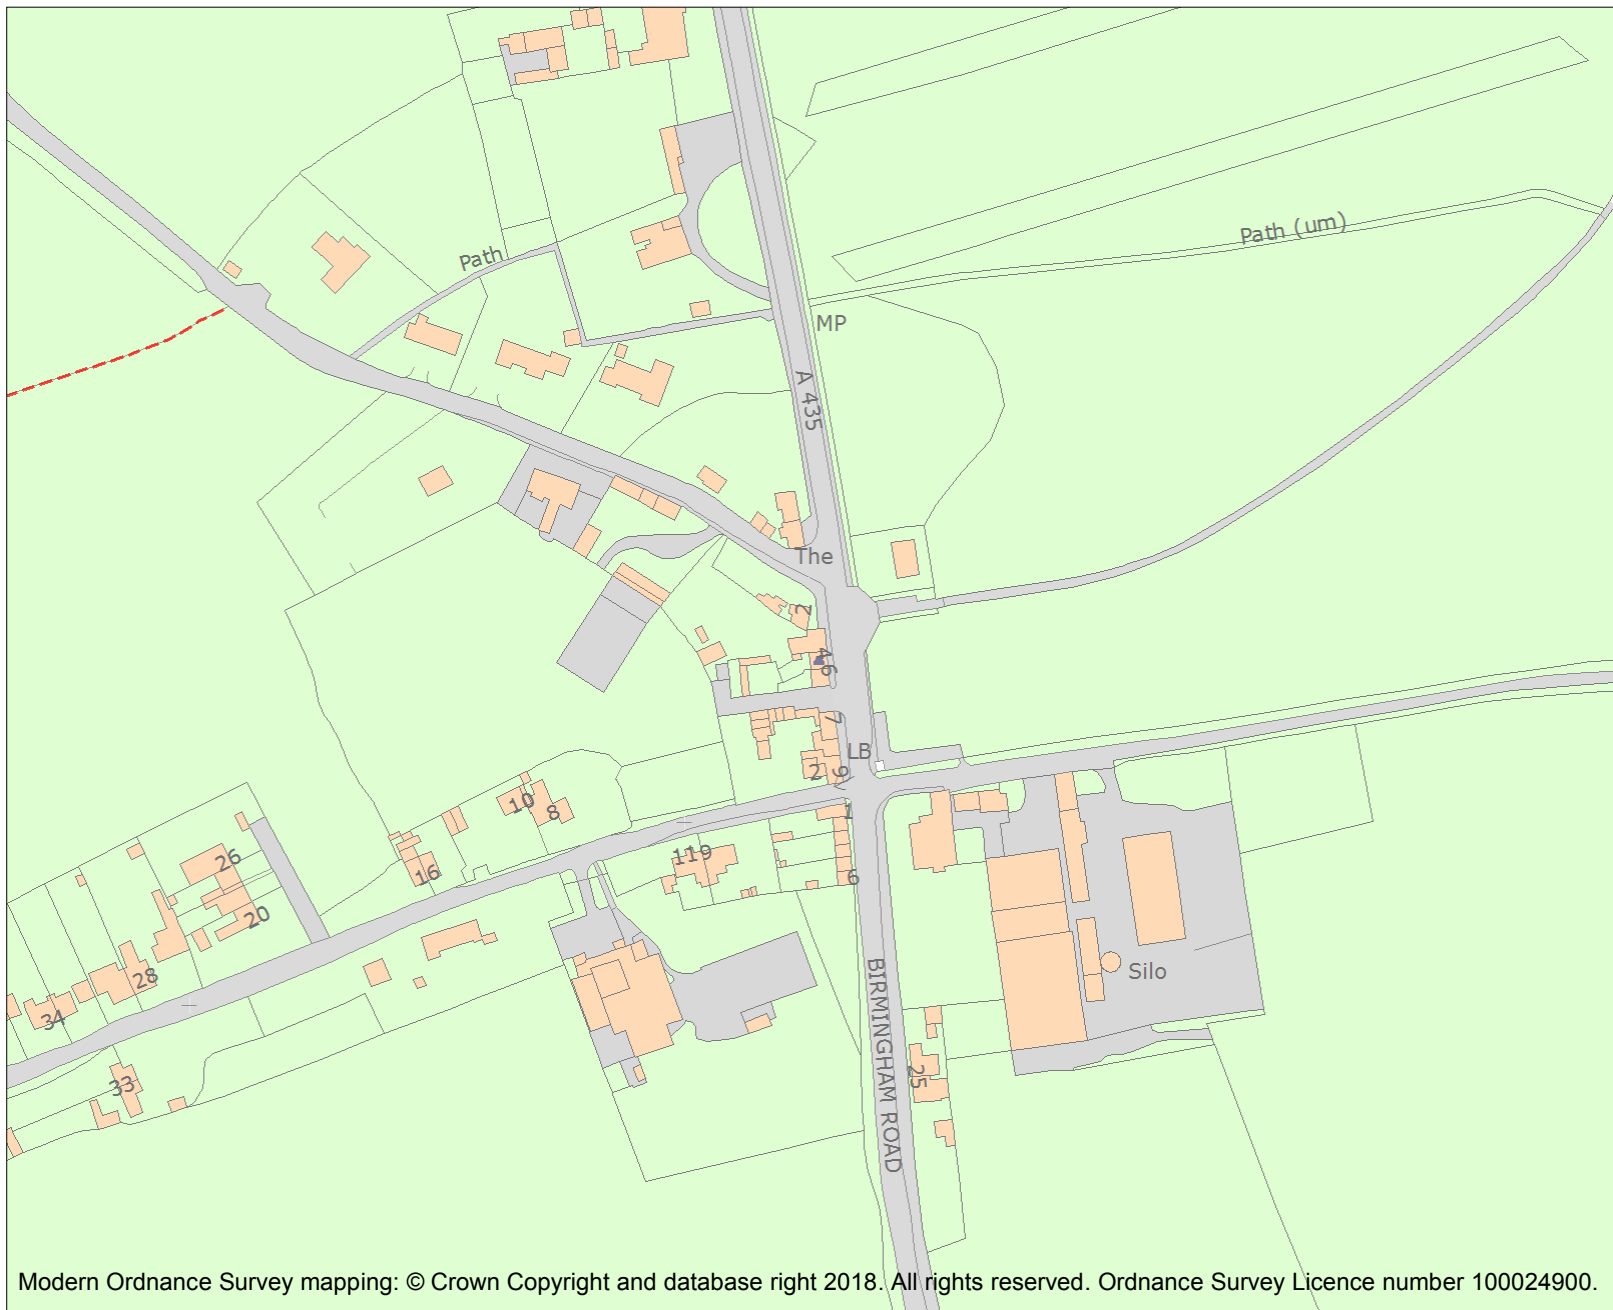 Path
Path (um)
MP
A 435
The
2
4
6
7
LB
2
9
1
10
8
119
16
6
26
20
28
34
33
Silo
BIRMINGHAM ROAD
25
Modern Ordnance Survey mapping: © Crown Copyright and database right 2018. All rights reserved. Ordnance Survey Licence number 100024900.